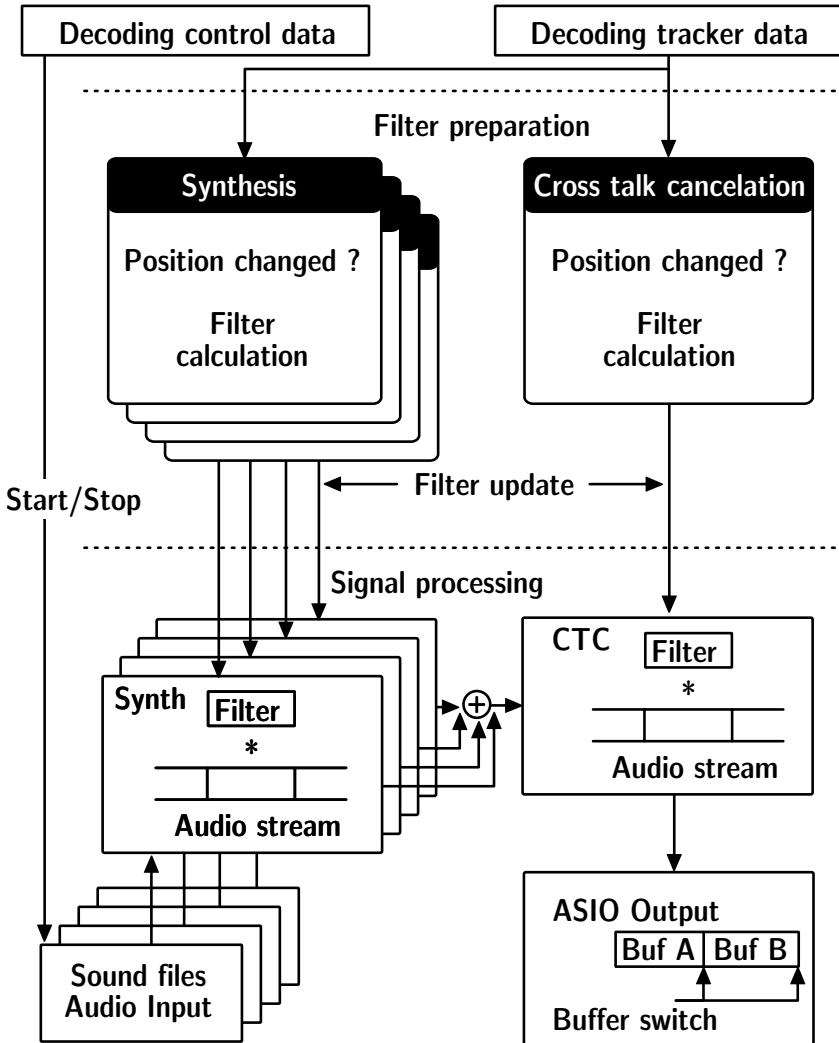 Decoding control data
Decoding tracker data
Filter preparation
Synthesis
Cross talk cancelation
Position changed ?
Filter
calculation
Position changed ?
Filter
calculation
Filter update
Start/Stop
Signal processing
Synth
Filter
*
Audio stream
+
CTC
Filter
*
Audio stream
Sound files
Audio Input
ASIO Output
Buf A
Buf B
Buffer switch